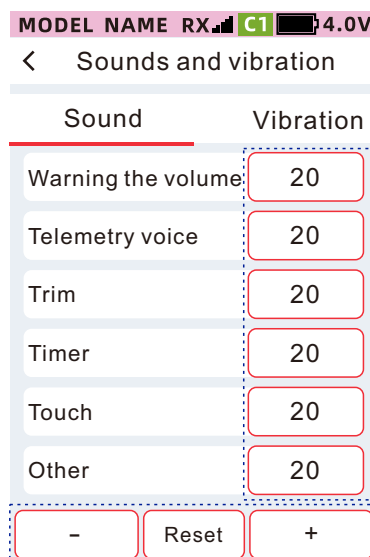 MODEL NAME RX C1 4.0V
< Sounds and vibration
Sound Vibration
Warning the volume 20
Telemetry voice 20
Trim 20
Timer 20
Touch 20
Other 20
- Reset +